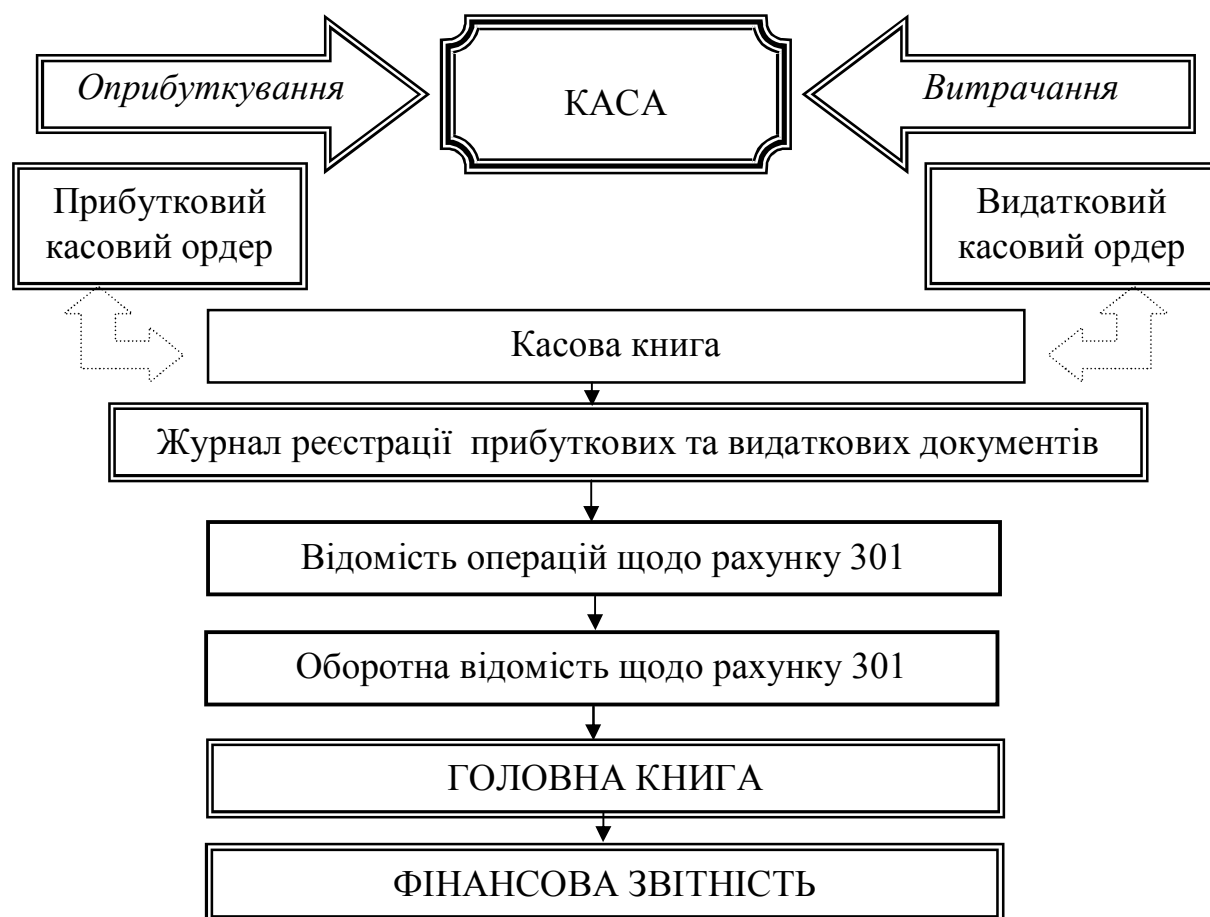 Оприбуткування
КАСА
Витрачання
Прибутковий
касовий ордер
Видатковий
касовий ордер
Касова книга
Журнал реєстрації прибуткових та видаткових документів
Відомість операцій щодо рахунку 301
Оборотна відомість щодо рахунку 301
ГОЛОВНА КНИГА
ФІНАНСОВА ЗВІТНІСТЬ